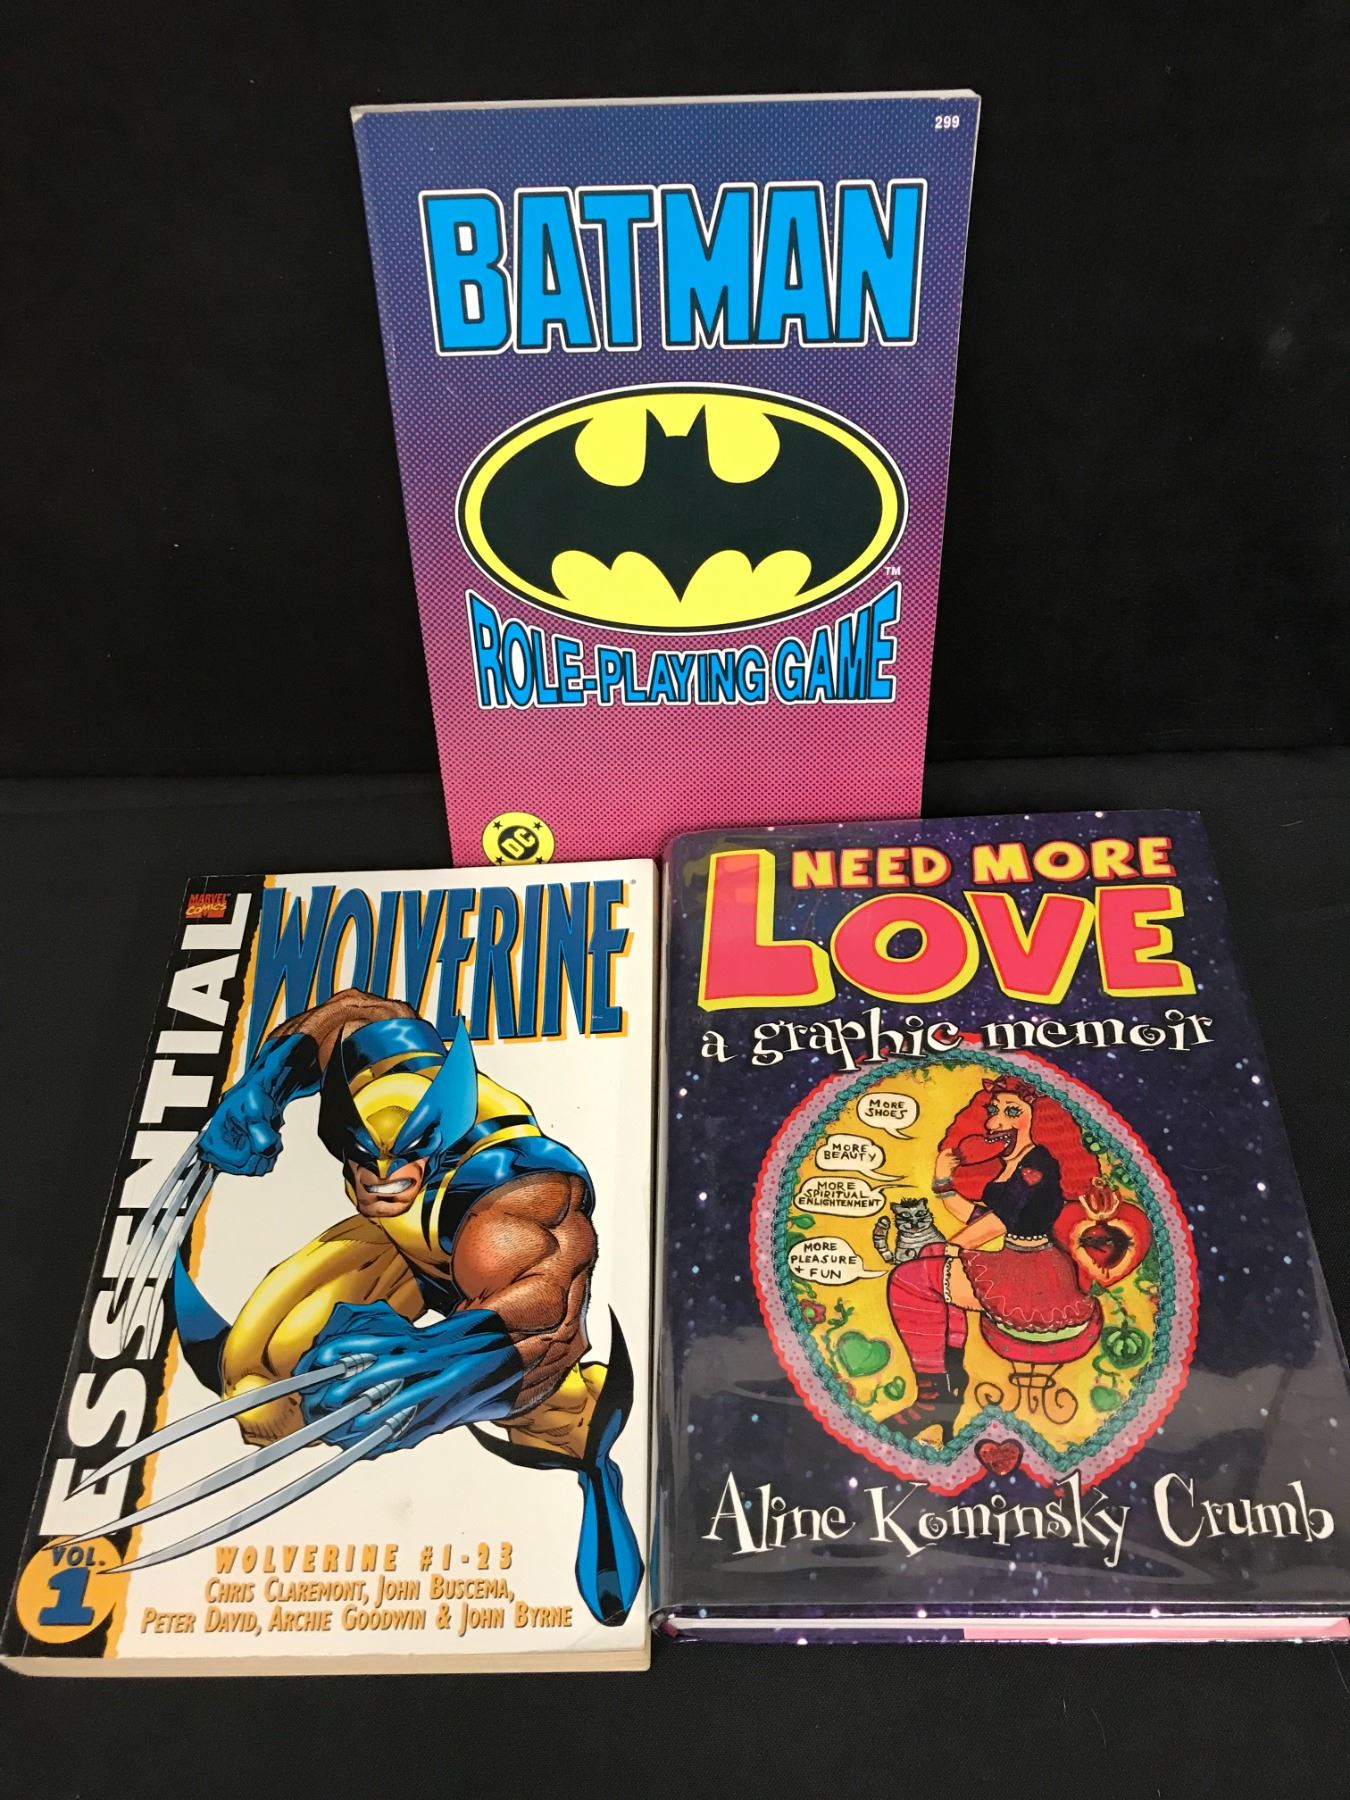 299
BATMAN
TM
ROLE-PLAYING GAME
DC
MARVEL
COMICS
ESSENTIAL
WOLVERINE
VOL.
1
WOLVERINE #1-23
CHRIS CLAREMONT, JOHN BUSCEMA,
PETER DAVID, ARCHIE GOODWIN & JOHN BYRNE
NEED MORE
LOVE
a graphic memoir
MORE
SHOES
MORE
BEAUTY
MORE
SPIRITUAL
ENLIGHTENMENT
MORE
PLEASURE
+ FUN
Aline Kominsky Crumb